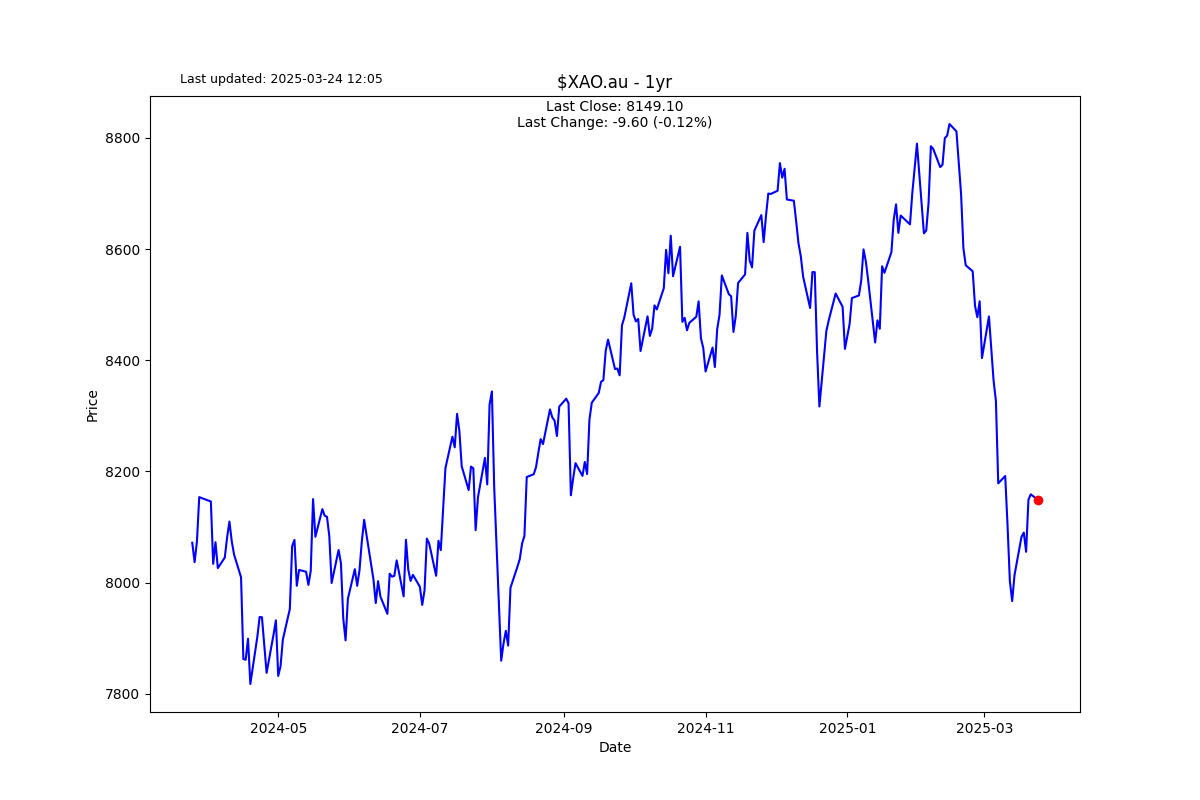 Last updated: 2025-03-24 12:05
$XAO.au - 1yr
Last Close: 8149.10
Last Change: -9.60 (-0.12%)
8800
8600
8400
8200
8000
7800
Price
2024-05
2024-07
2024-09
2024-11
2025-01
2025-03
Date